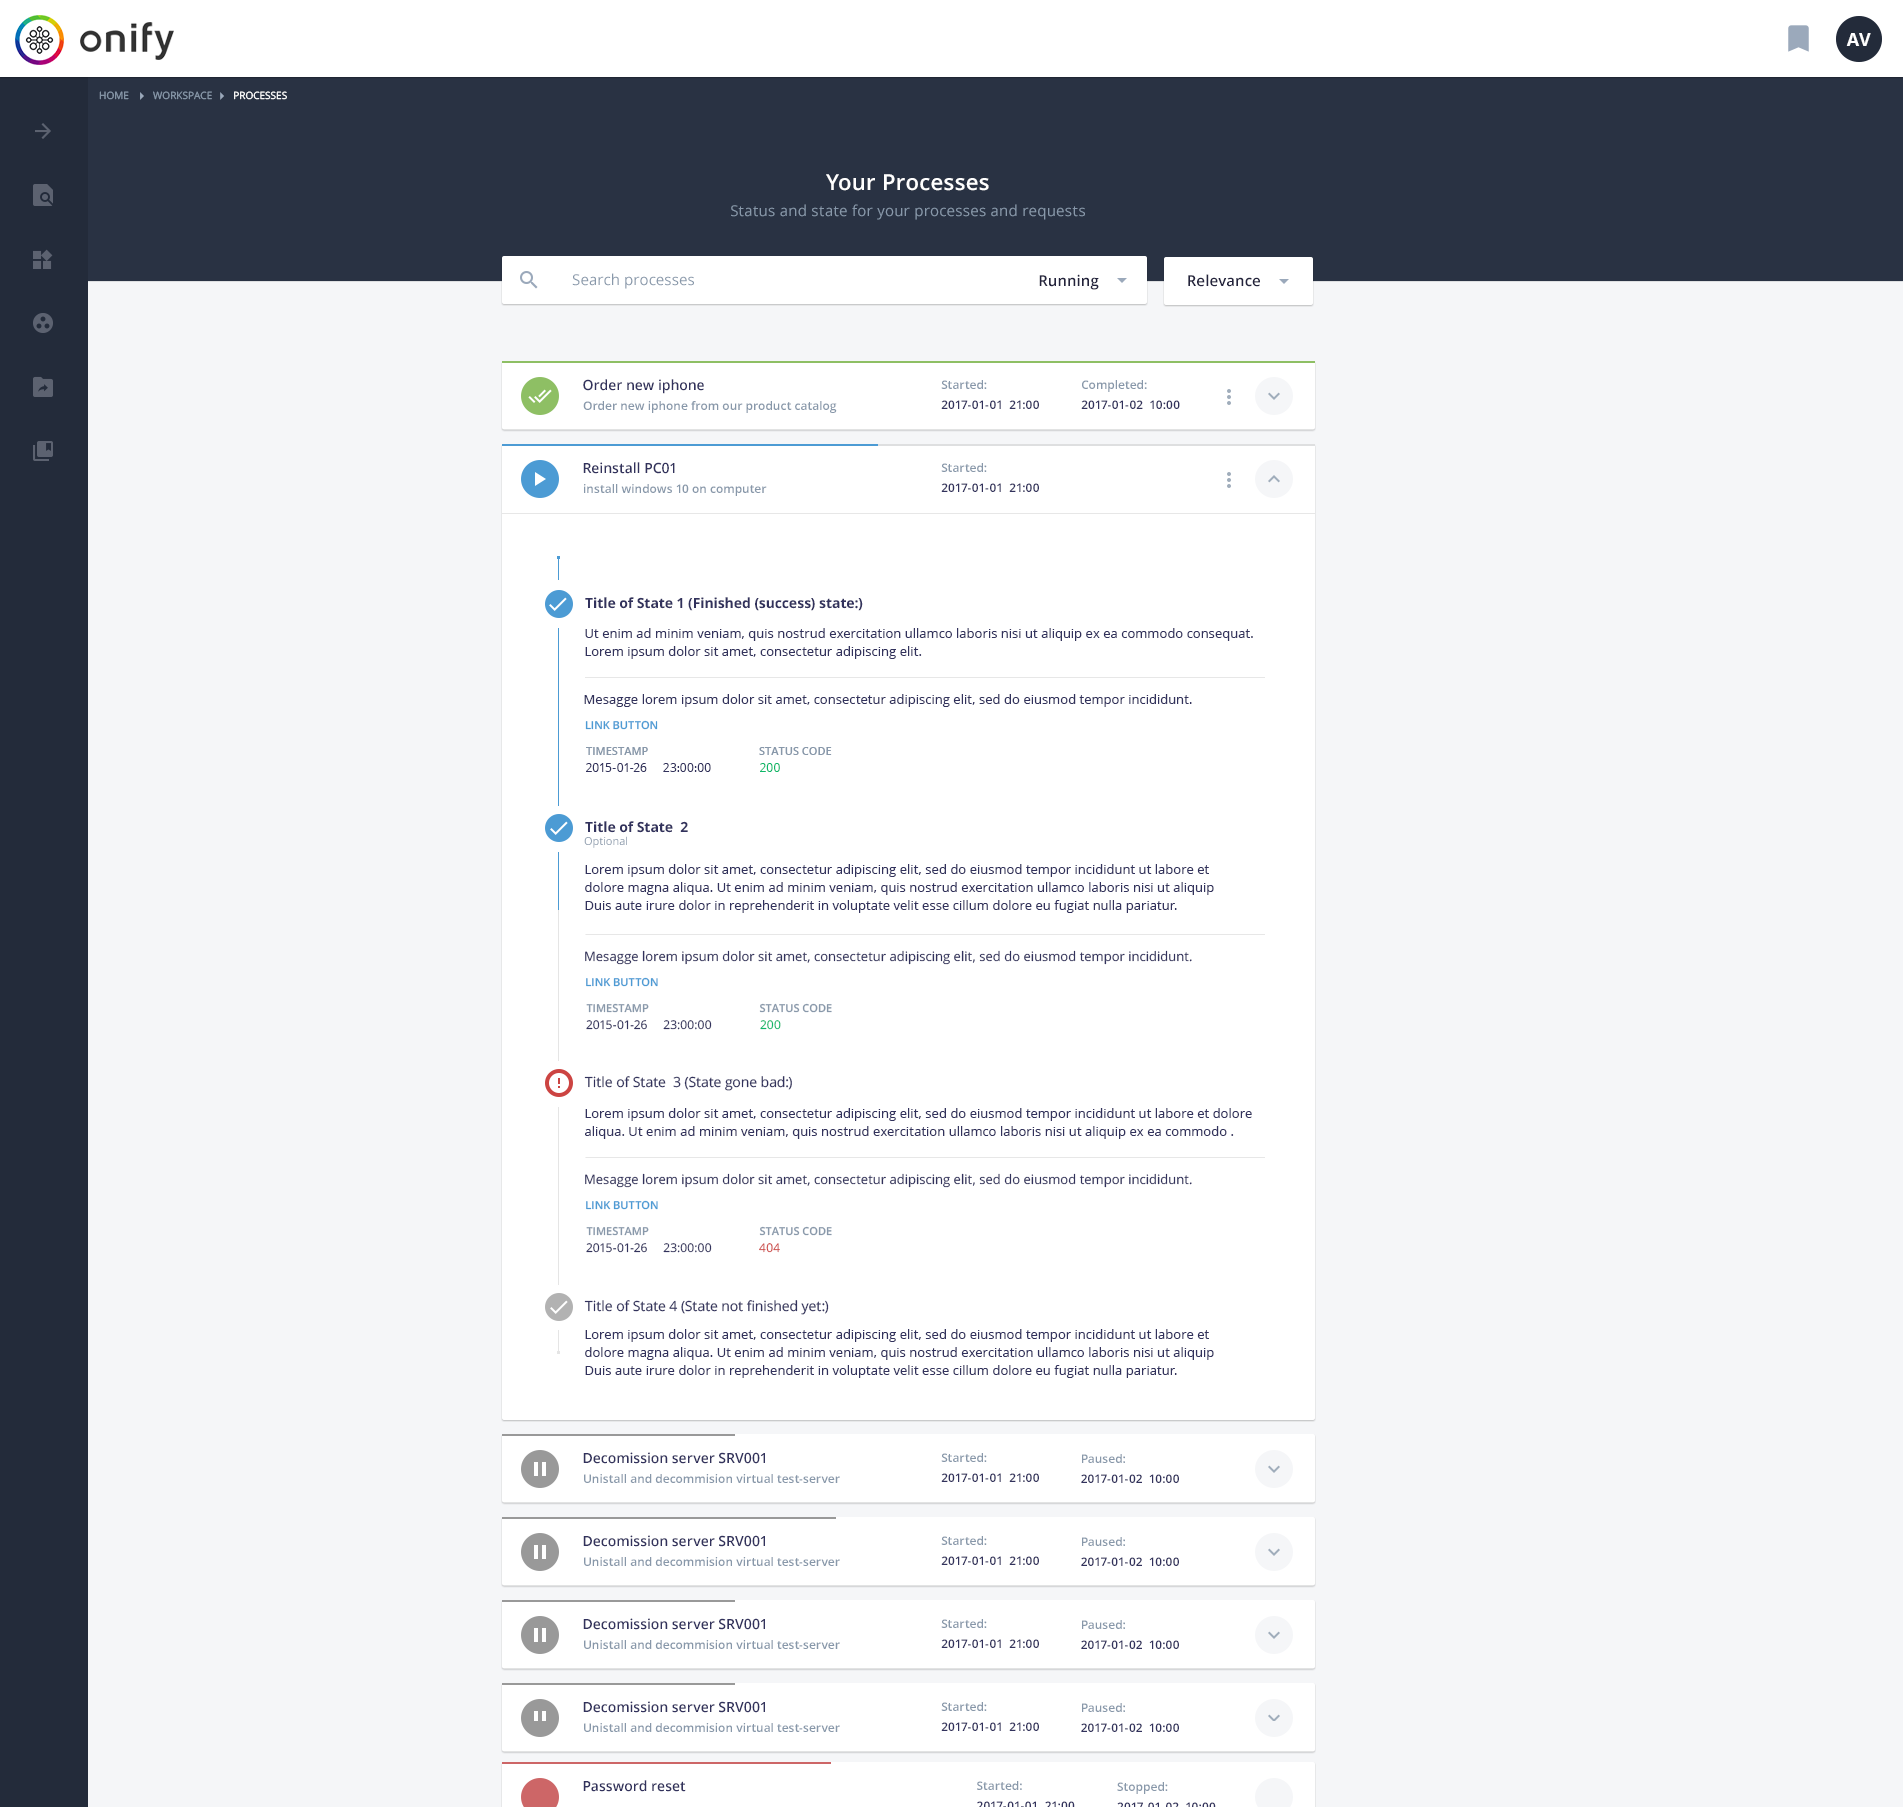 onify
AV
HOME WORKSPACE PROCESSES
Your Processes
Status and state for your processes and requests
Search processes Running Relevance
Order new iphone Started: Completed:
Order new iphone from our product catalog 2017-01-01 21:00 2017-01-02 10:00
Reinstall PC01 Started:
install windows 10 on computer 2017-01-01 21:00
Title of State 1 (Finished (success) state:)
Ut enim ad minim veniam, quis nostrud exercitation ullamco laboris nisi ut aliquip ex ea commodo consequat.
Lorem ipsum dolor sit amet, consectetur adipiscing elit.
Mesagge lorem ipsum dolor sit amet, consectetur adipiscing elit, sed do eiusmod tempor incididunt.
LINK BUTTON
TIMESTAMP STATUS CODE
2015-01-26 23:00:00 200
Title of State 2
Optional
Lorem ipsum dolor sit amet, consectetur adipiscing elit, sed do eiusmod tempor incididunt ut labore et
dolore magna aliqua. Ut enim ad minim veniam, quis nostrud exercitation ullamco laboris nisi ut aliquip
Duis aute irure dolor in reprehenderit in voluptate velit esse cillum dolore eu fugiat nulla pariatur.
Mesagge lorem ipsum dolor sit amet, consectetur adipiscing elit, sed do eiusmod tempor incididunt.
LINK BUTTON
TIMESTAMP STATUS CODE
2015-01-26 23:00:00 200
Title of State 3 (State gone bad:)
Lorem ipsum dolor sit amet, consectetur adipiscing elit, sed do eiusmod tempor incididunt ut labore et dolore
aliqua. Ut enim ad minim veniam, quis nostrud exercitation ullamco laboris nisi ut aliquip ex ea commodo .
Mesagge lorem ipsum dolor sit amet, consectetur adipiscing elit, sed do eiusmod tempor incididunt.
LINK BUTTON
TIMESTAMP STATUS CODE
2015-01-26 23:00:00 404
Title of State 4 (State not finished yet:)
Lorem ipsum dolor sit amet, consectetur adipiscing elit, sed do eiusmod tempor incididunt ut labore et
dolore magna aliqua. Ut enim ad minim veniam, quis nostrud exercitation ullamco laboris nisi ut aliquip
Duis aute irure dolor in reprehenderit in voluptate velit esse cillum dolore eu fugiat nulla pariatur.
Decomission server SRV001 Started: Paused:
Unistall and decommision virtual test-server 2017-01-01 21:00 2017-01-02 10:00
Decomission server SRV001 Started: Paused:
Unistall and decommision virtual test-server 2017-01-01 21:00 2017-01-02 10:00
Decomission server SRV001 Started: Paused:
Unistall and decommision virtual test-server 2017-01-01 21:00 2017-01-02 10:00
Decomission server SRV001 Started: Paused:
Unistall and decommision virtual test-server 2017-01-01 21:00 2017-01-02 10:00
Password reset Started: Stopped:
2017-01-01 21:00 2017-01-02 10:00